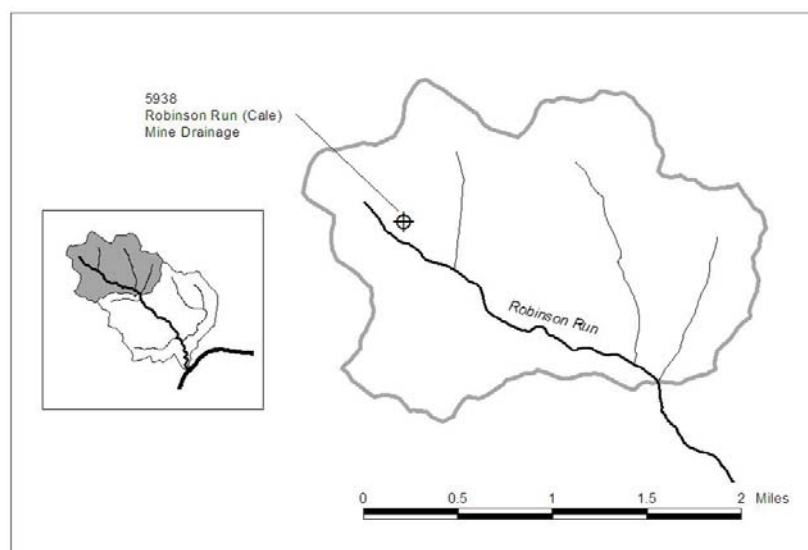 5938
Robinson Run (Cale)
Mine Drainage
Robinson Run
0 0.5 1 1.5 2 Miles